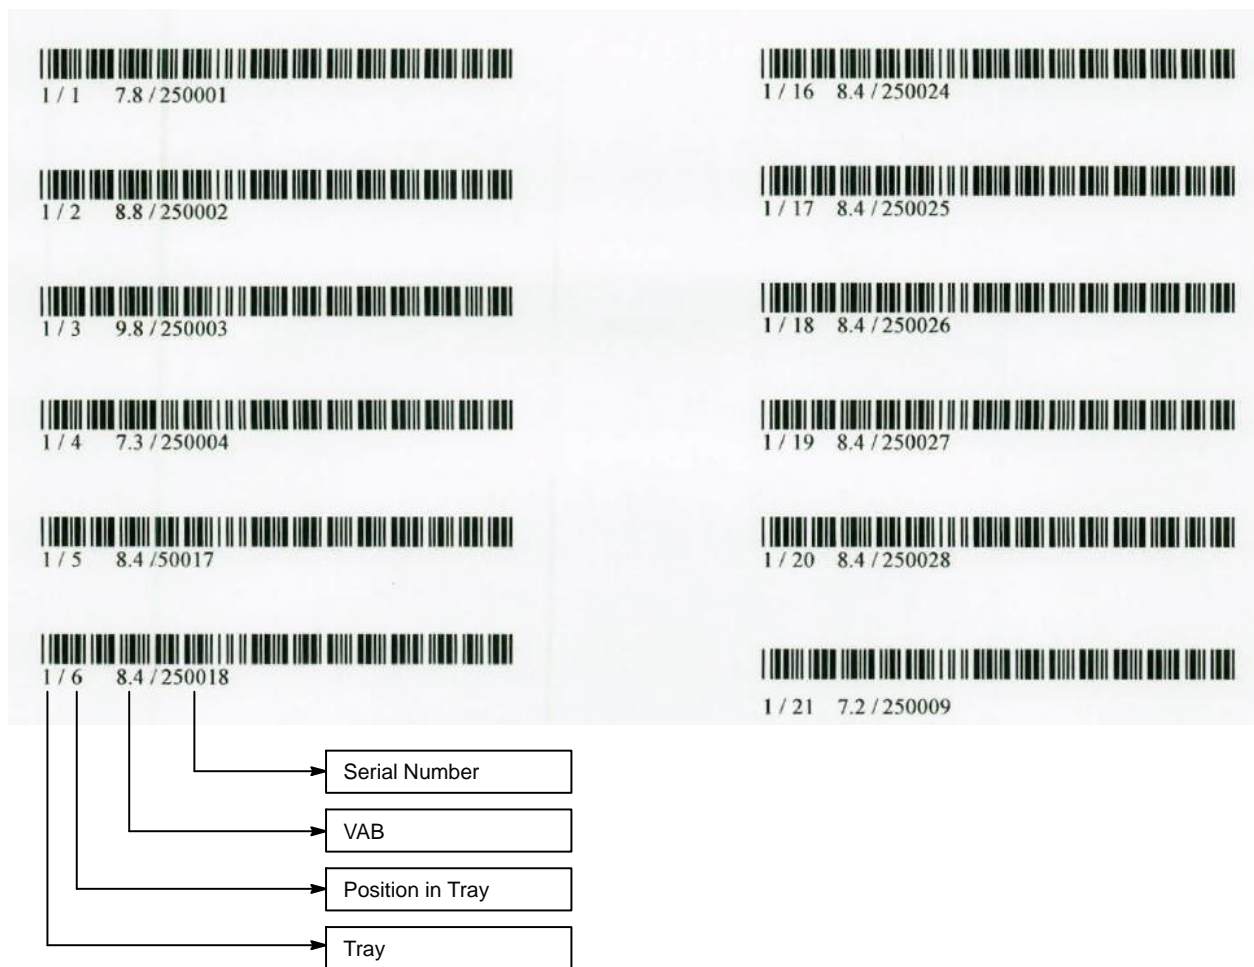 1 / 1 7.8 / 250001
1 / 2 8.8 / 250002
1 / 3 9.8 / 250003
1 / 4 7.3 / 250004
1 / 5 8.4 /50017
1 / 6 8.4 / 250018
1 / 16 8.4 / 250024
1 / 17 8.4 / 250025
1 / 18 8.4 / 250026
1 / 19 8.4 / 250027
1 / 20 8.4 / 250028
1 / 21 7.2 / 250009
Serial Number
VAB
Position in Tray
Tray